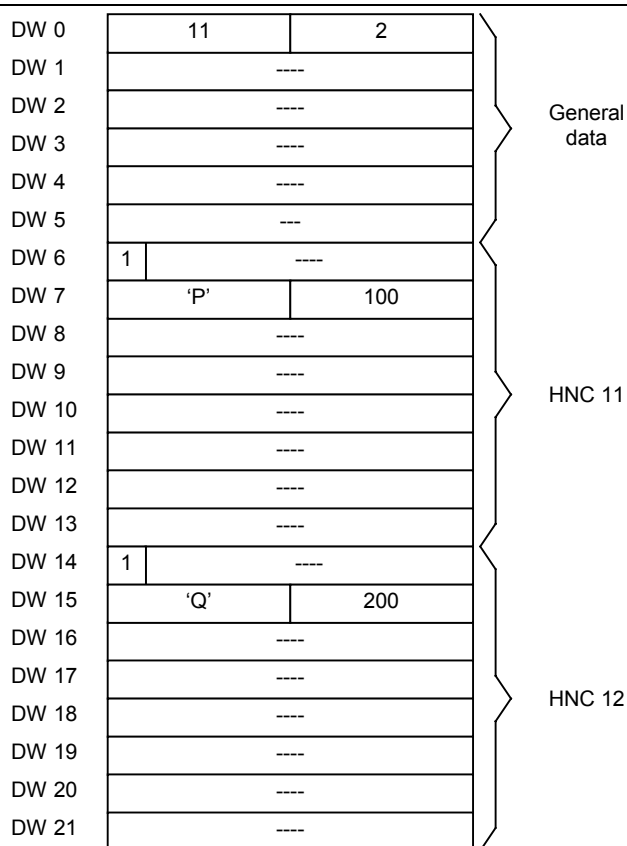 DW 0 11 2
DW 1 ----
DW 2 ----
General
DW 3 ----
data
DW 4 ----
DW 5 ---
DW 6 1 ----
DW 7 ‘P’ 100
DW 8 ----
DW 9 ----
HNC 11
DW 10 ----
DW 11 ----
DW 12 ----
DW 13 ----
DW 14 1 ----
DW 15 ‘Q’ 200
DW 16 ----
DW 17 ----
HNC 12
DW 18 ----
DW 19 ----
DW 20 ----
DW 21 ----